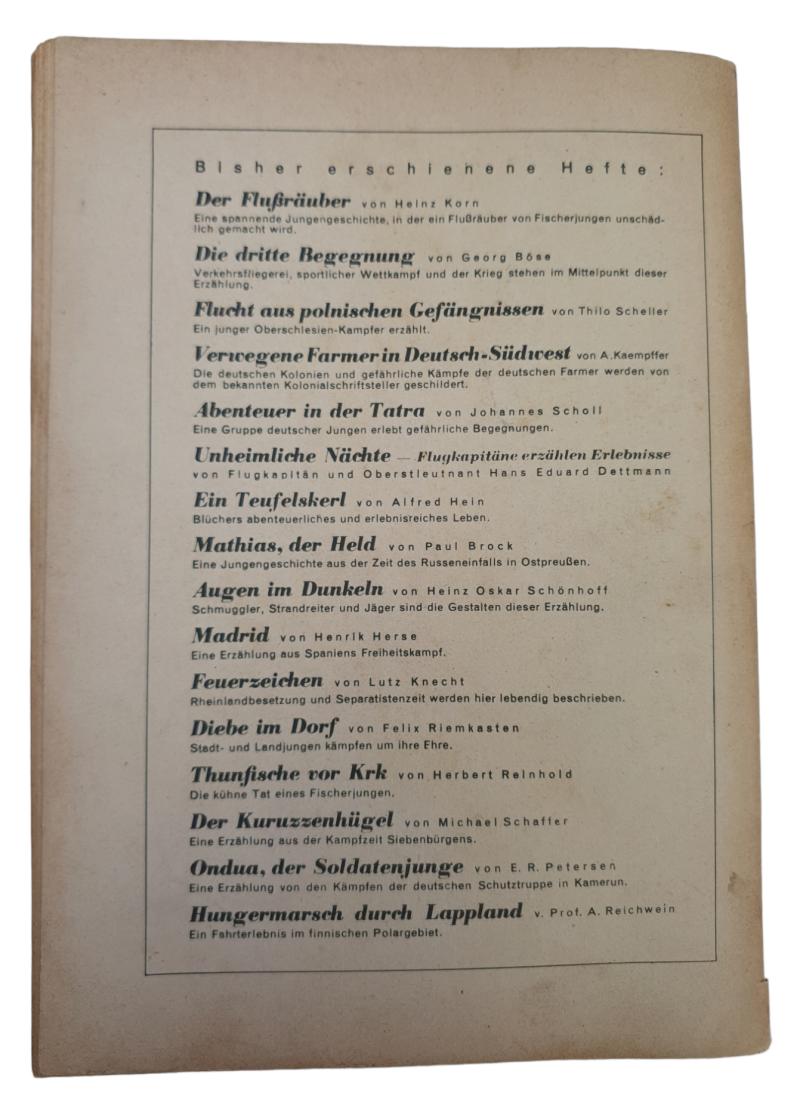 Bisher erschienene Hefte:
Der Flußräuber von Heinz Korn
Eine spannende Jungengeschichte, in der ein Flußräuber von Fischerjungen unschäd-
lich gemacht wird.
Die dritte Begegnung von Georg Böse
Verkehrsfliegerei, sportlicher Wettkampf und der Krieg stehen im Mittelpunkt dieser
Erzählung.
Flucht aus polnischen Gefängnissen von Thilo Scheller
Ein junger Oberschlesien-Kämpfer erzählt.
Verwegene Farmer in Deutsch-Südwest von A. Kaempffer
Die deutschen Kolonien und gefährliche Kämpfe der deutschen Farmer werden von
dem bekannten Kolonialschriftsteller geschildert.
Abenteuer in der Tatra von Johannes Scholl
Eine Gruppe deutscher Jungen erlebt gefährliche Begegnungen.
Unheimliche Nächte — Flugkapitäne erzählen Erlebnisse
von Flugkapitän und Oberstleutnant Hans Eduard Dettmann
Ein Teufelskerl von Alfred Hein
Blüchers abenteuerliches und erlebnisreiches Leben.
Mathias, der Held von Paul Brock
Eine Jungengeschichte aus der Zeit des Russeneinfalls in Ostpreußen.
Augen im Dunkeln von Heinz Oskar Schönhoff
Schmuggler, Strandreiter und Jäger sind die Gestalten dieser Erzählung.
Madrid von Henrik Herse
Eine Erzählung aus Spaniens Freiheitskampf.
Feuerzeichen von Lutz Knecht
Rheinlandbesetzung und Separatistenzeit werden hier lebendig beschrieben.
Diebe im Dorf von Felix Riemkasten
Stadt- und Landjungen kämpfen um ihre Ehre.
Thunfische vor Krk von Herbert Reinhold
Die kühne Tat eines Fischerjungen.
Der Kuruzzenhügel von Michael Schaffer
Eine Erzählung aus der Kampfzeit Siebenbürgens.
Ondua, der Soldatenjunge von E. R. Petersen
Eine Erzählung von den Kämpfen der deutschen Schutztruppe in Kamerun.
Hungermarsch durch Lappland v. Prof. A. Reichwein
Ein Fahrterlebnis im finnischen Polargebiet.